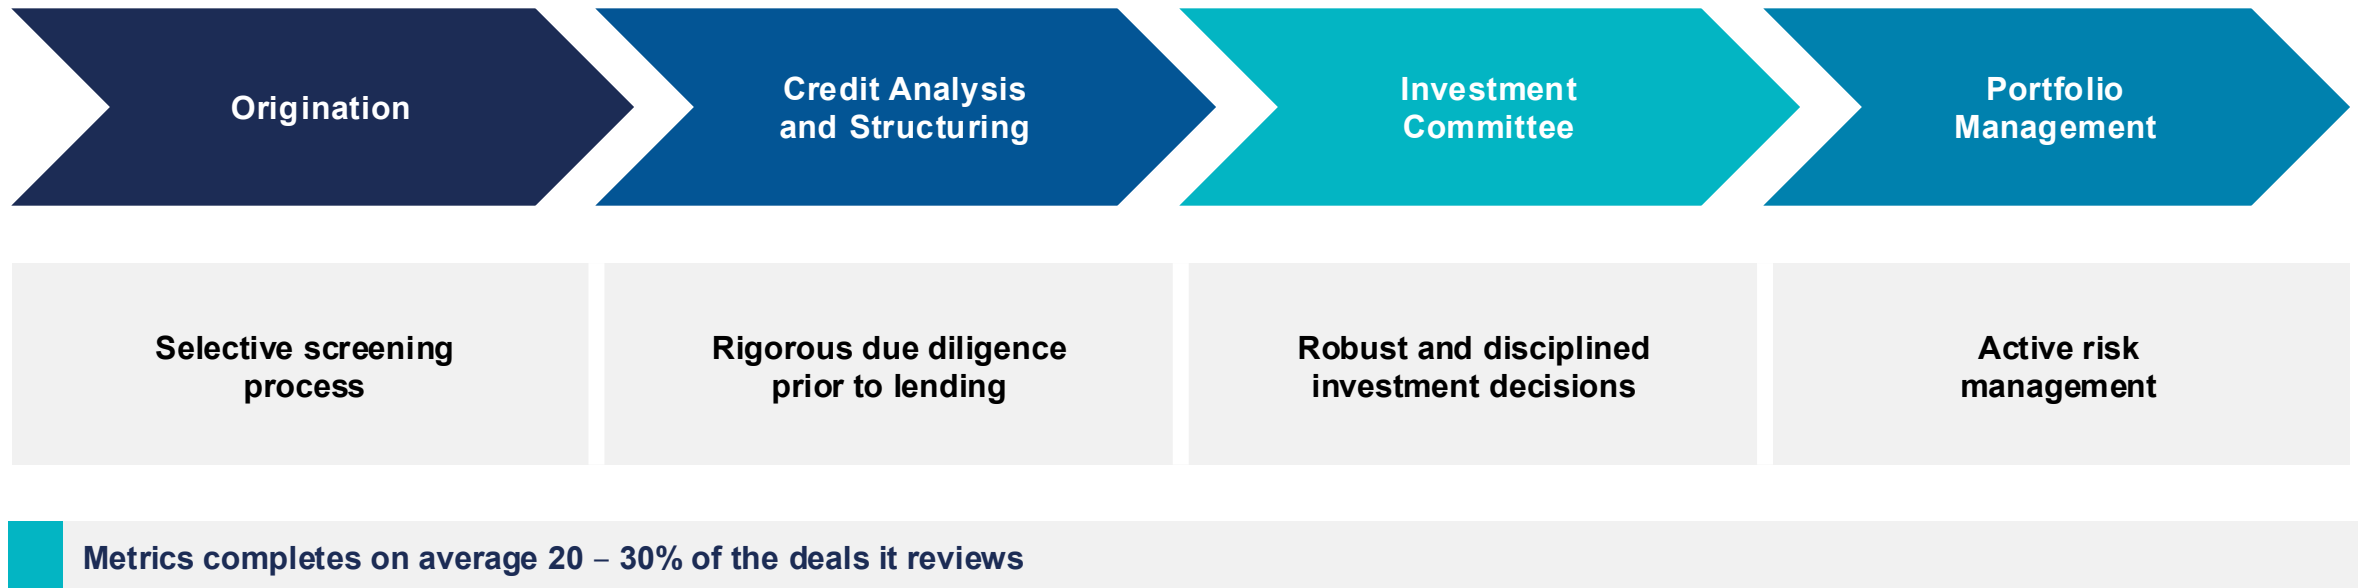 Origination
Credit Analysis
and Structuring
Investment
Committee
Portfolio
Management
Selective screening
process
Rigorous due diligence
prior to lending
Robust and disciplined
investment decisions
Active risk
management
Metrics completes on average 20 – 30% of the deals it reviews